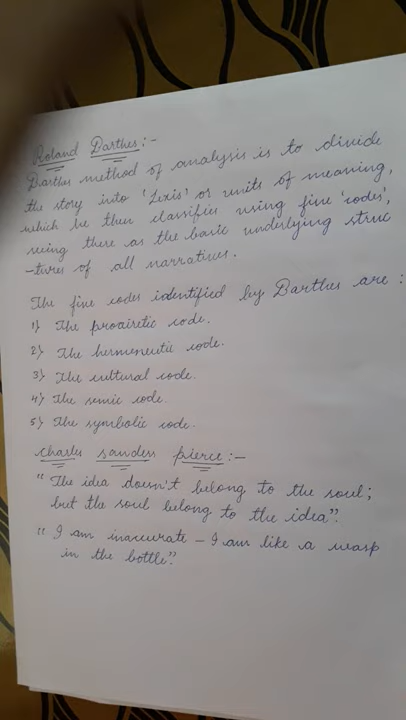 Roland Barthes:-
Barthes method of analysis is to divide
the story into 'Lexis' or units of meaning,
which he then classifies using five 'codes',
seeing there as the basic underlying struc
-tures of all narratives.
The five codes identified by Barthes are :
1) The proairetic code.
2) The hermeneutic code.
3) The cultural code.
4) The semic code.
5) The symbolic code.
Charles sanders pierce:-
"The idea doesn't belong to the soul;
but the soul belong to the idea".
"I am inaccurate - I am like a wasp
in the bottle".